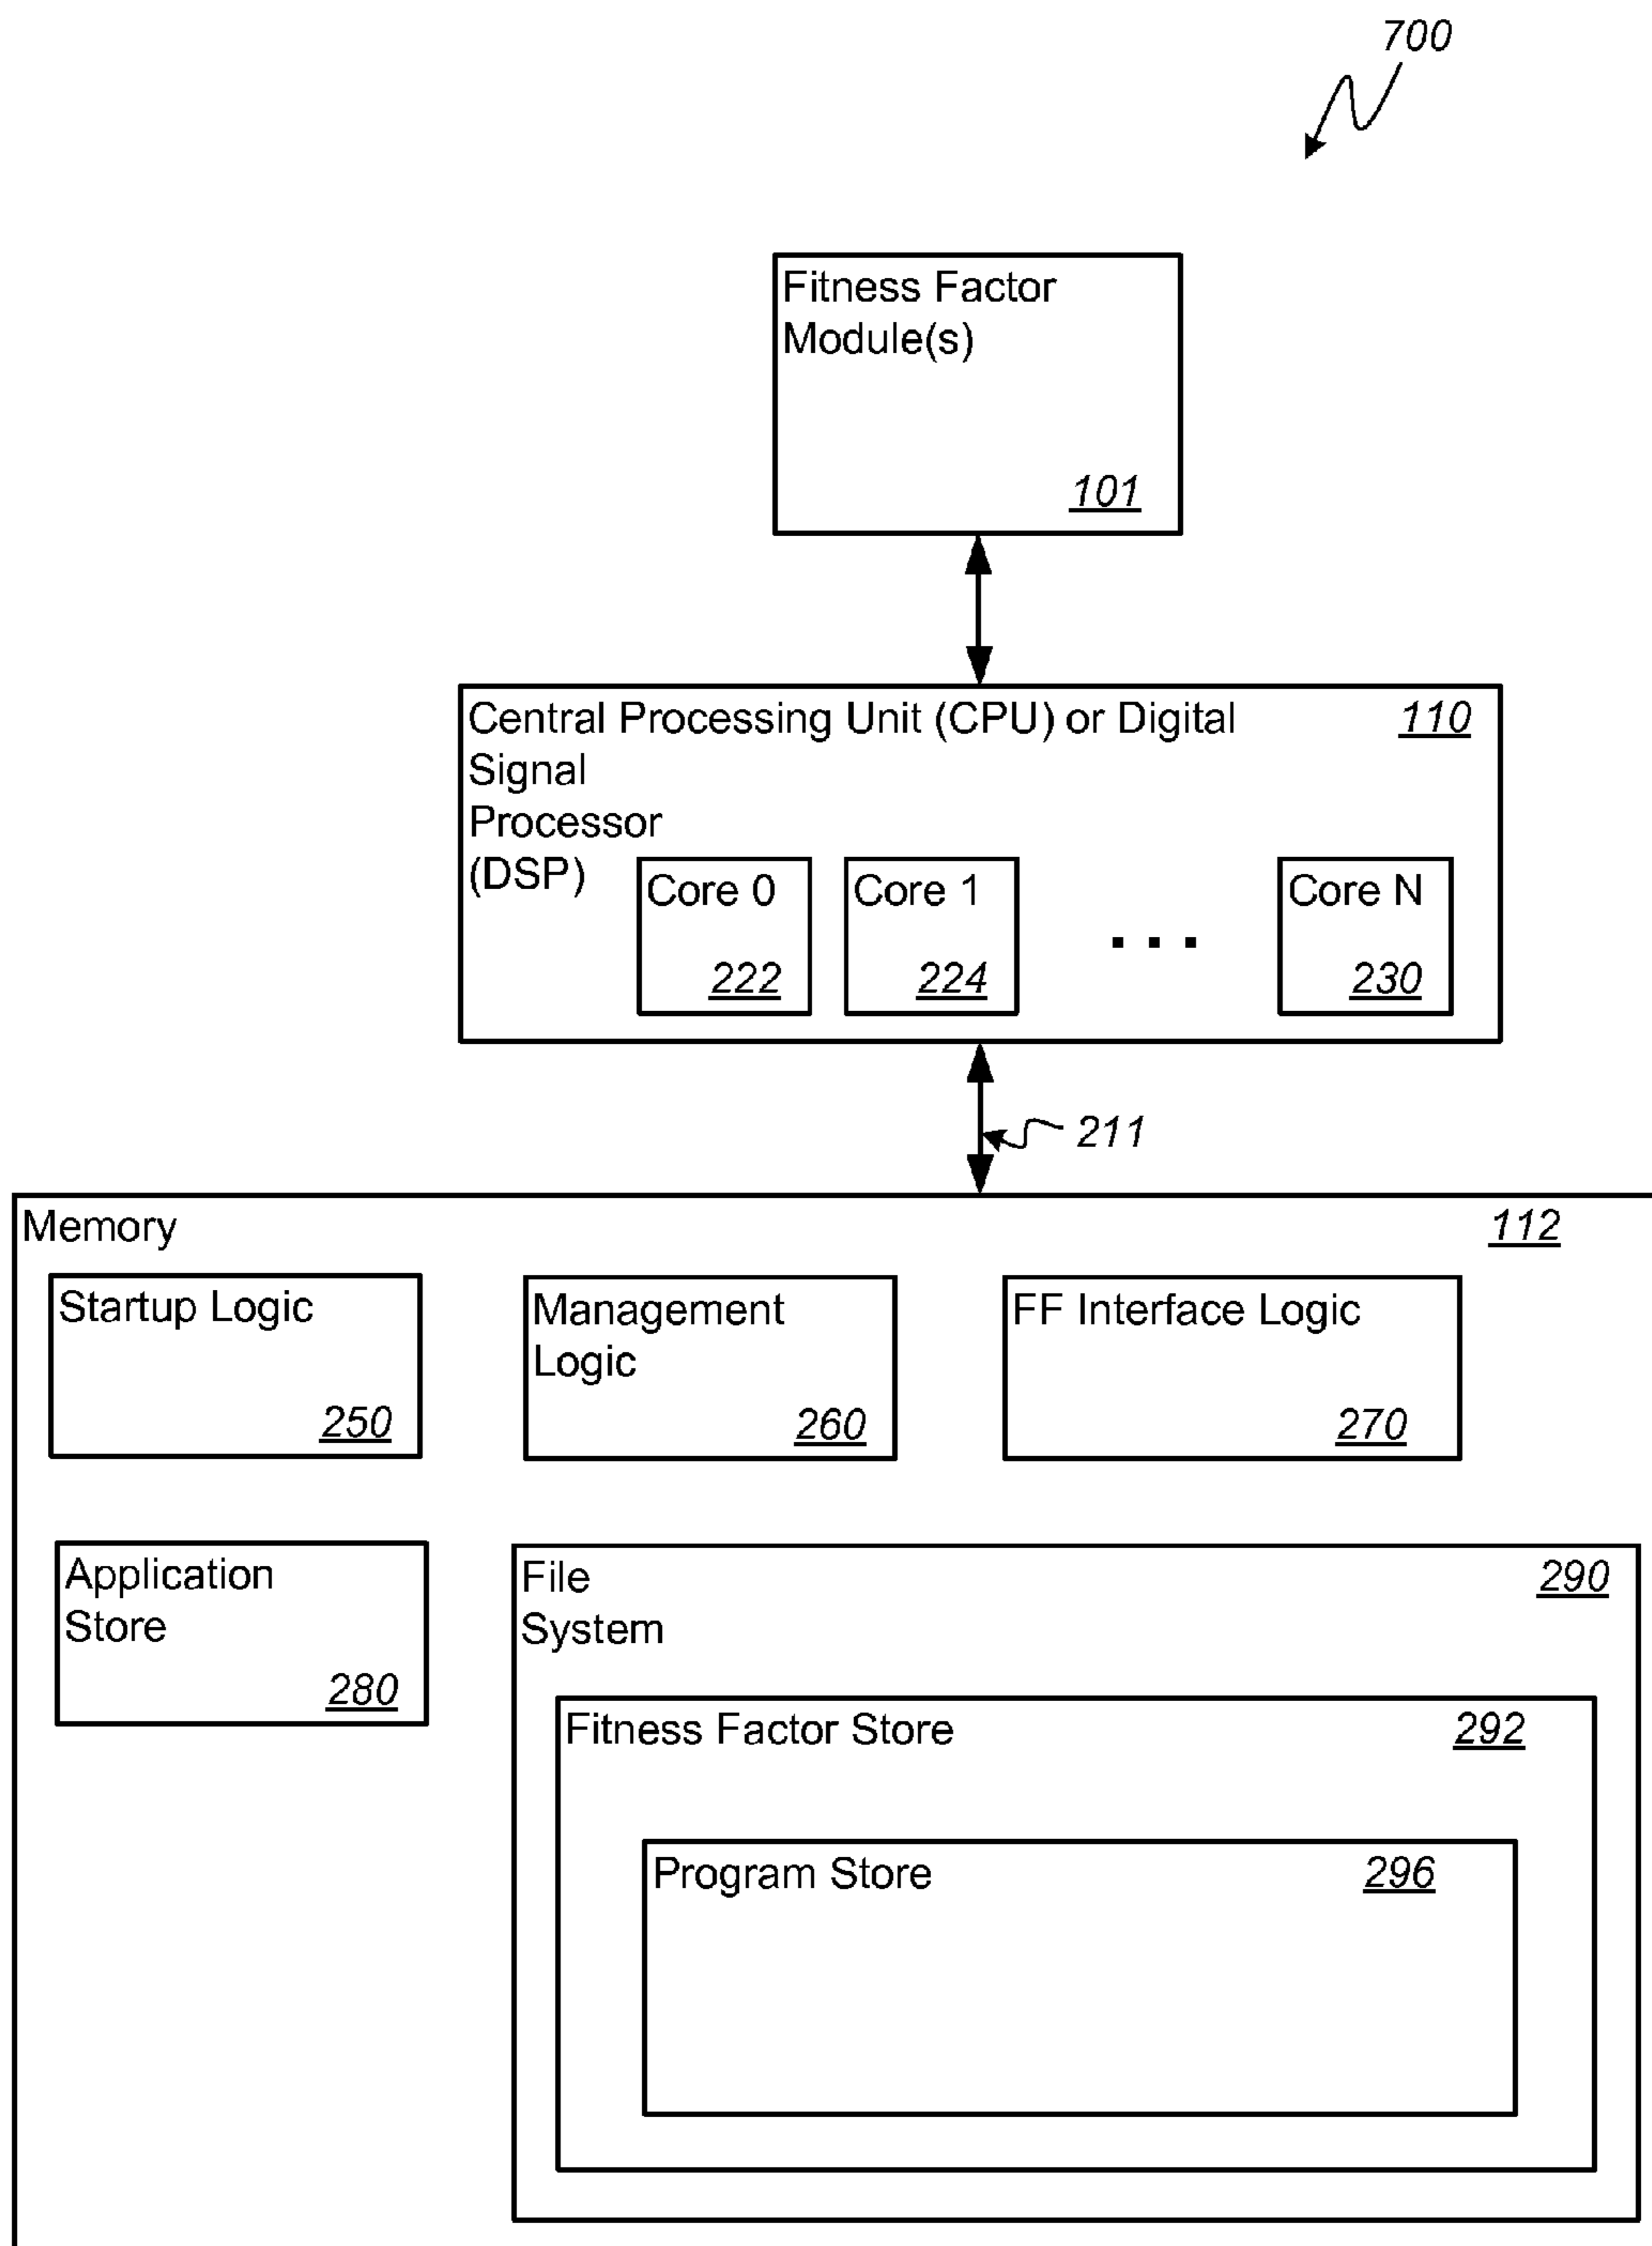 700
Fitness Factor
Module(s)
101
Central Processing Unit (CPU) or Digital
110
Signal
Processor
(DSP)
Core 0
222
Core 1
224
...
Core N
230
211
Memory
112
Startup Logic
250
Management
Logic
260
FF Interface Logic
270
Application
Store
280
File
System
290
Fitness Factor Store
292
Program Store
296